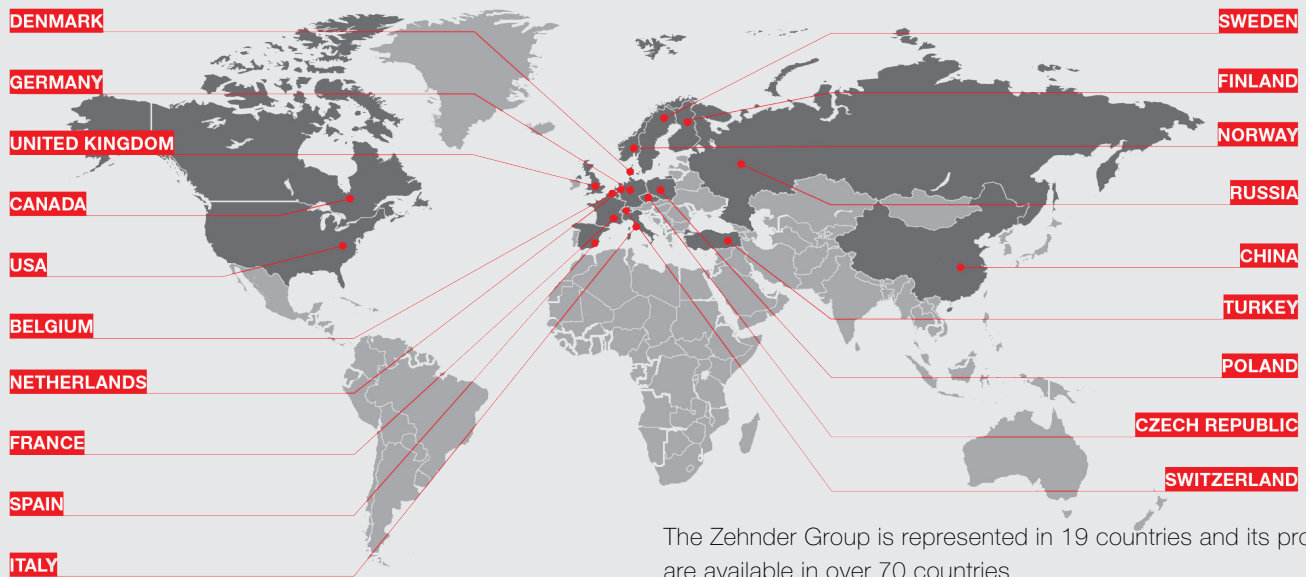 DENMARK
GERMANY
UNITED KINGDOM
CANADA
USA
BELGIUM
NETHERLANDS
FRANCE
SPAIN
ITALY
SWEDEN
FINLAND
NORWAY
RUSSIA
CHINA
TURKEY
POLAND
CZECH REPUBLIC
SWITZERLAND
The Zehnder Group is represented in 19 countries and its pro
are available in over 70 countries